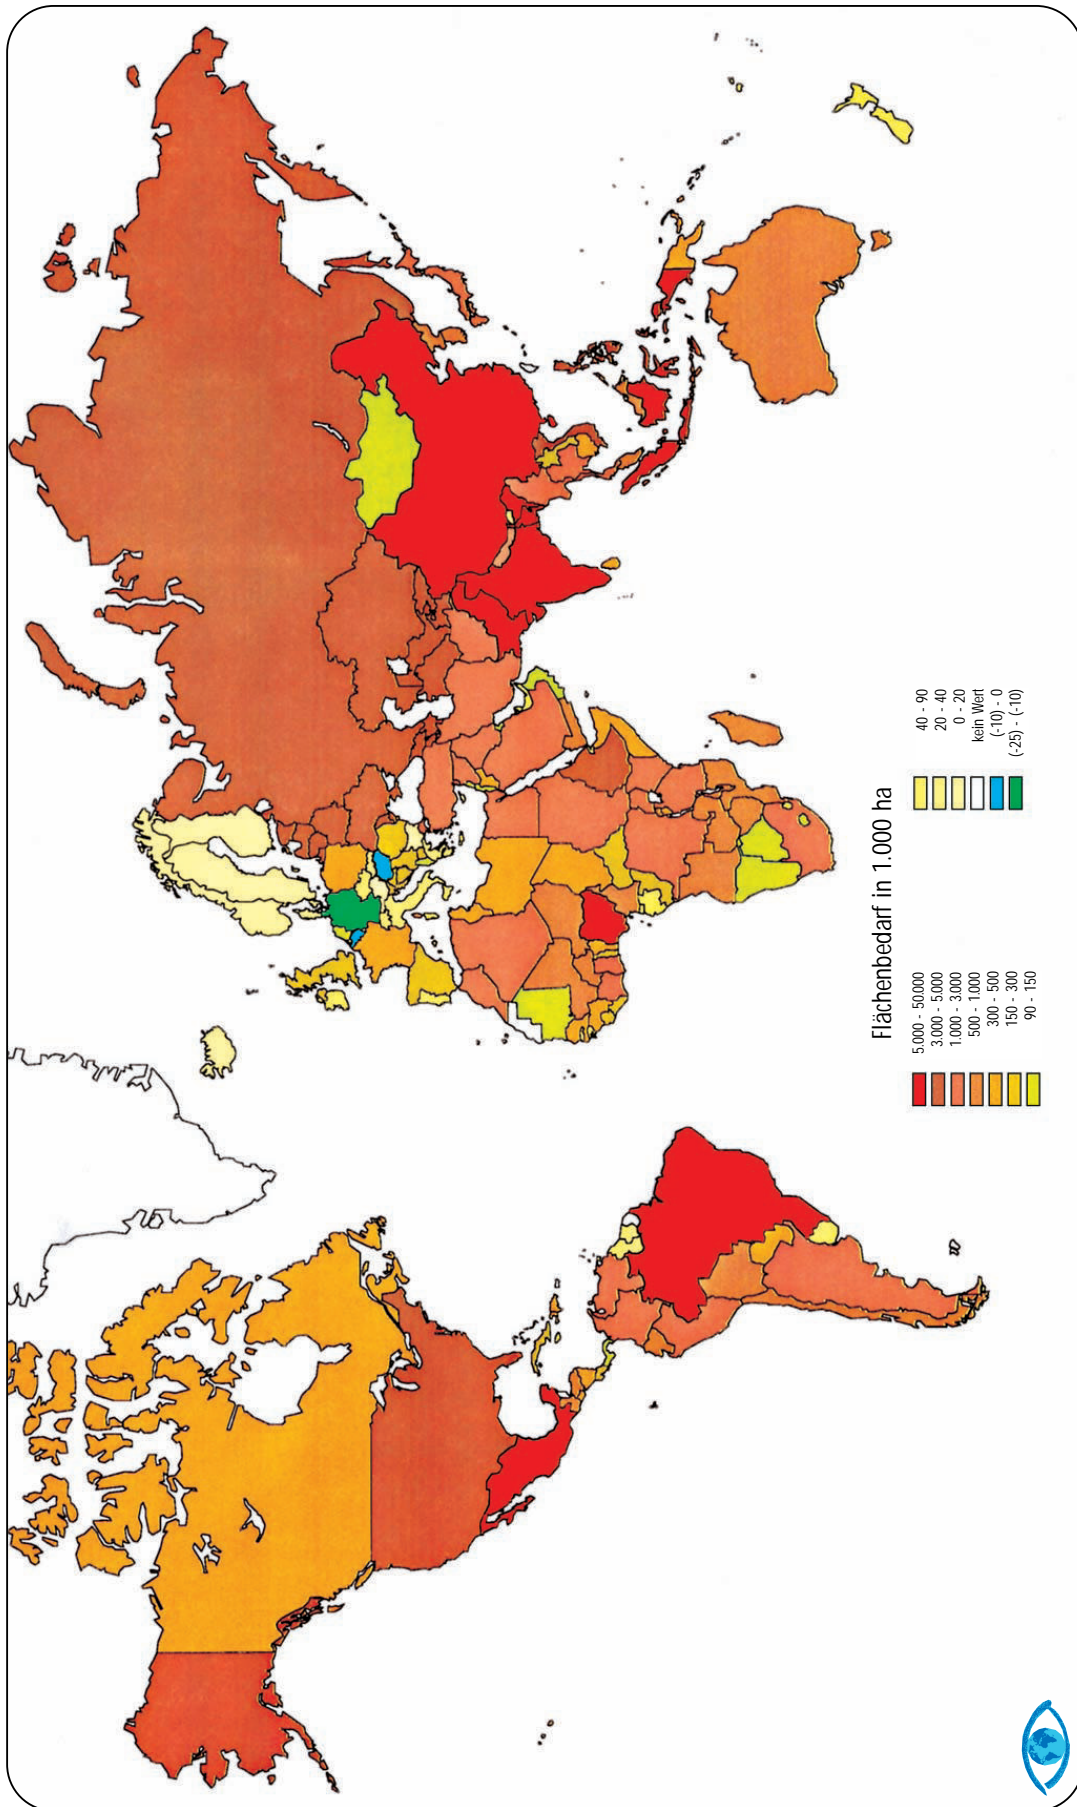 Flächenbedarf in 1.000 ha
5.000 - 50.000
3.000 - 5.000
1.000 - 3.000
500 - 1.000
300 - 500
150 - 300
90 - 150
40 - 90
20 - 40
0 - 20
kein Wert
(-10) - 0
(-25) - (-10)